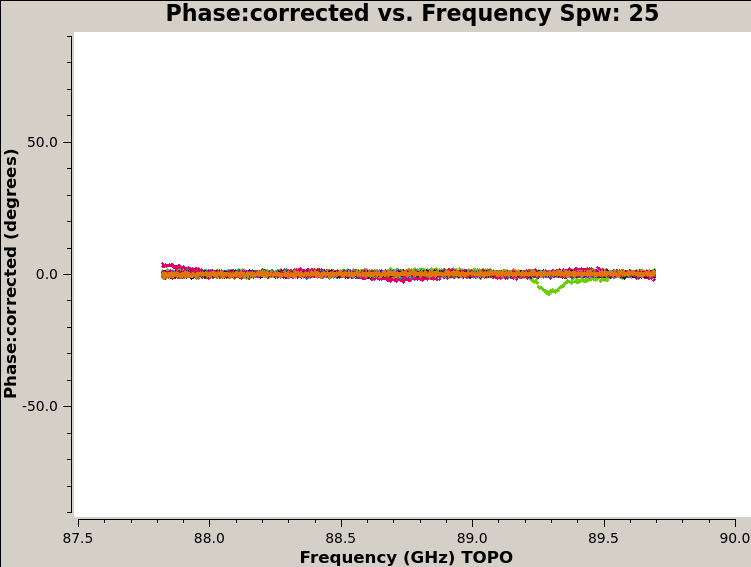 Phase:corrected vs. Frequency Spw: 25
Phase:corrected (degrees)
50.0
0.0
-50.0
87.5 88.0 88.5 89.0 89.5 90.0
Frequency (GHz) TOPO